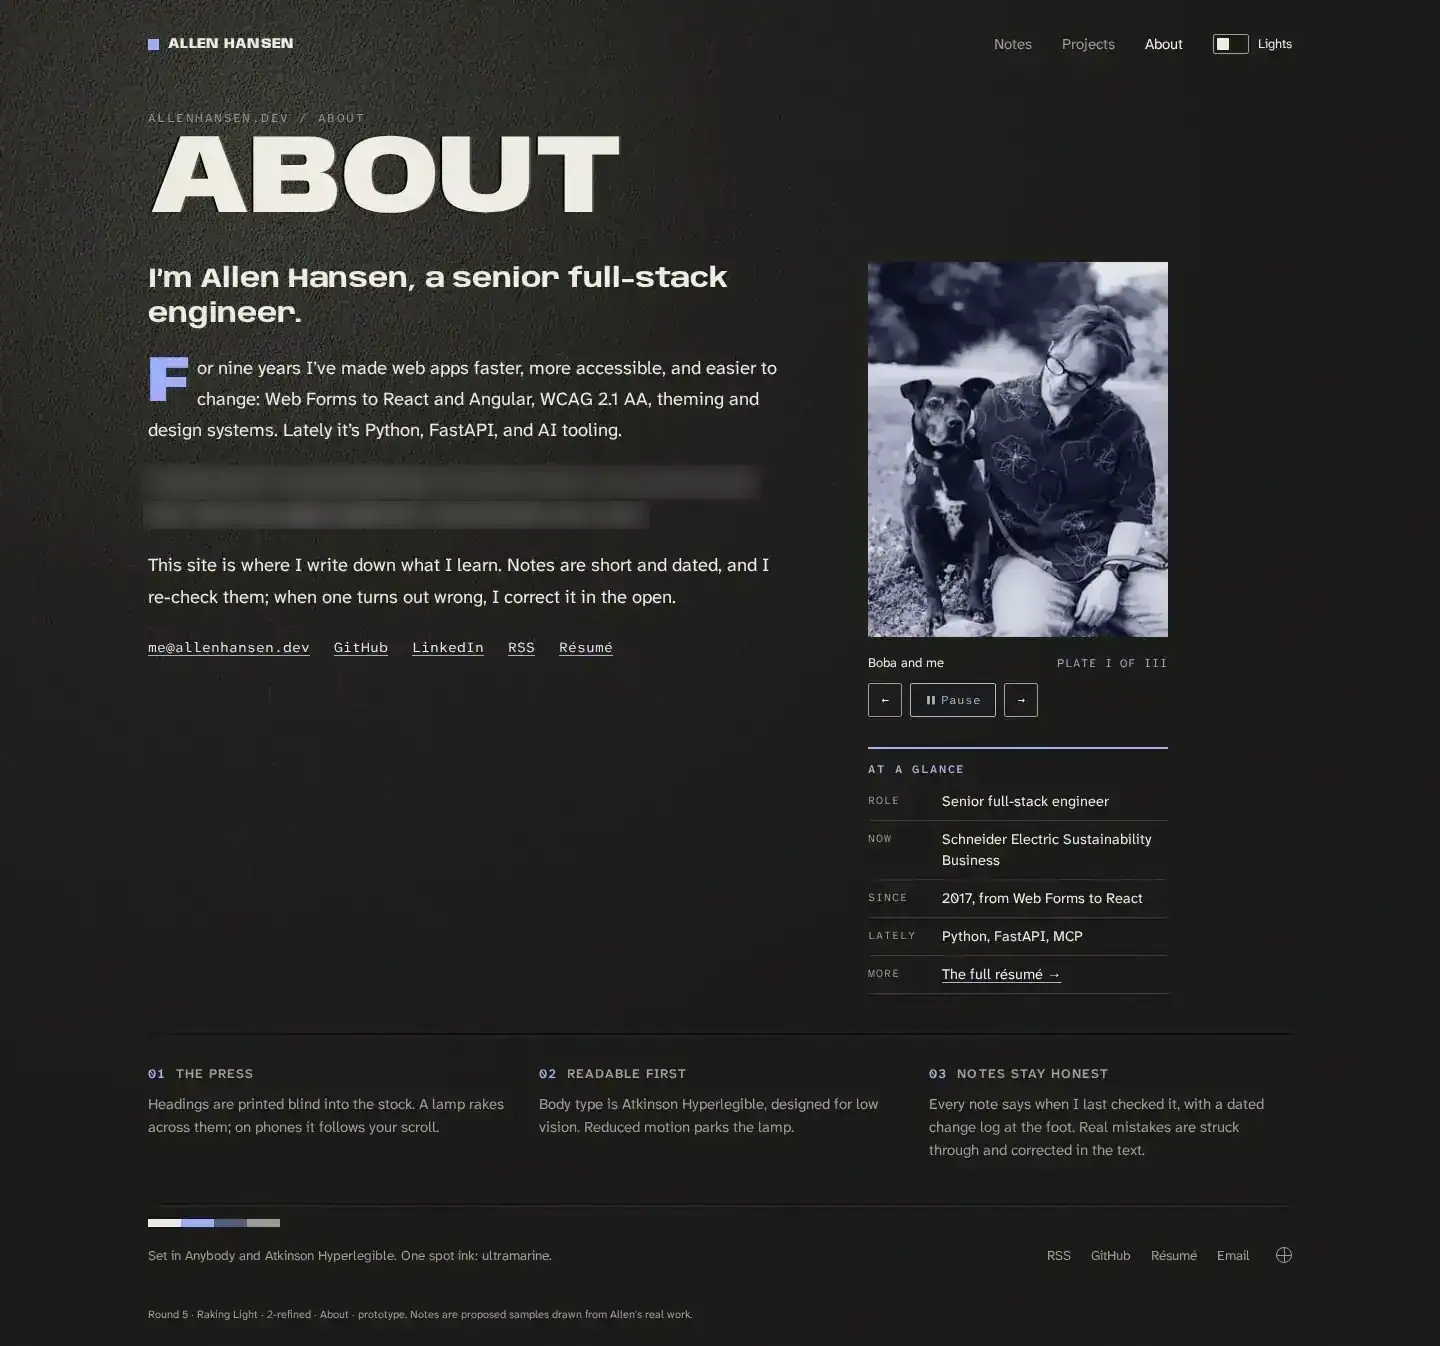 ALLEN HANSEN
Notes Projects About Lights
ALLENHANSEN.DEV / ABOUT
ABOUT
I'm Allen Hansen, a senior full-stack
engineer.
For nine years I've made web apps faster, more accessible, and easier to
change: Web Forms to React and Angular, WCAG 2.1 AA, theming and
design systems. Lately it's Python, FastAPI, and AI tooling.
This site is where I write down what I learn. Notes are short and dated, and I
re-check them; when one turns out wrong, I correct it in the open.
me@allenhansen.dev GitHub LinkedIn RSS Résumé
Boba and me PLATE I OF III
← Pause →
AT A GLANCE
ROLE Senior full-stack engineer
NOW Schneider Electric Sustainability
Business
SINCE 2017, from Web Forms to React
LATELY Python, FastAPI, MCP
MORE The full résumé →
01 THE PRESS
Headings are printed blind into the stock. A lamp rakes
across them; on phones it follows your scroll.
02 READABLE FIRST
Body type is Atkinson Hyperlegible, designed for low
vision. Reduced motion parks the lamp.
03 NOTES STAY HONEST
Every note says when I last checked it, with a dated
change log at the foot. Real mistakes are struck
through and corrected in the text.
Set in Anybody and Atkinson Hyperlegible. One spot ink: ultramarine.
RSS GitHub Résumé Email
Round 5 · Raking Light · 2-refined · About · prototype. Notes are proposed samples drawn from Allen's real work.